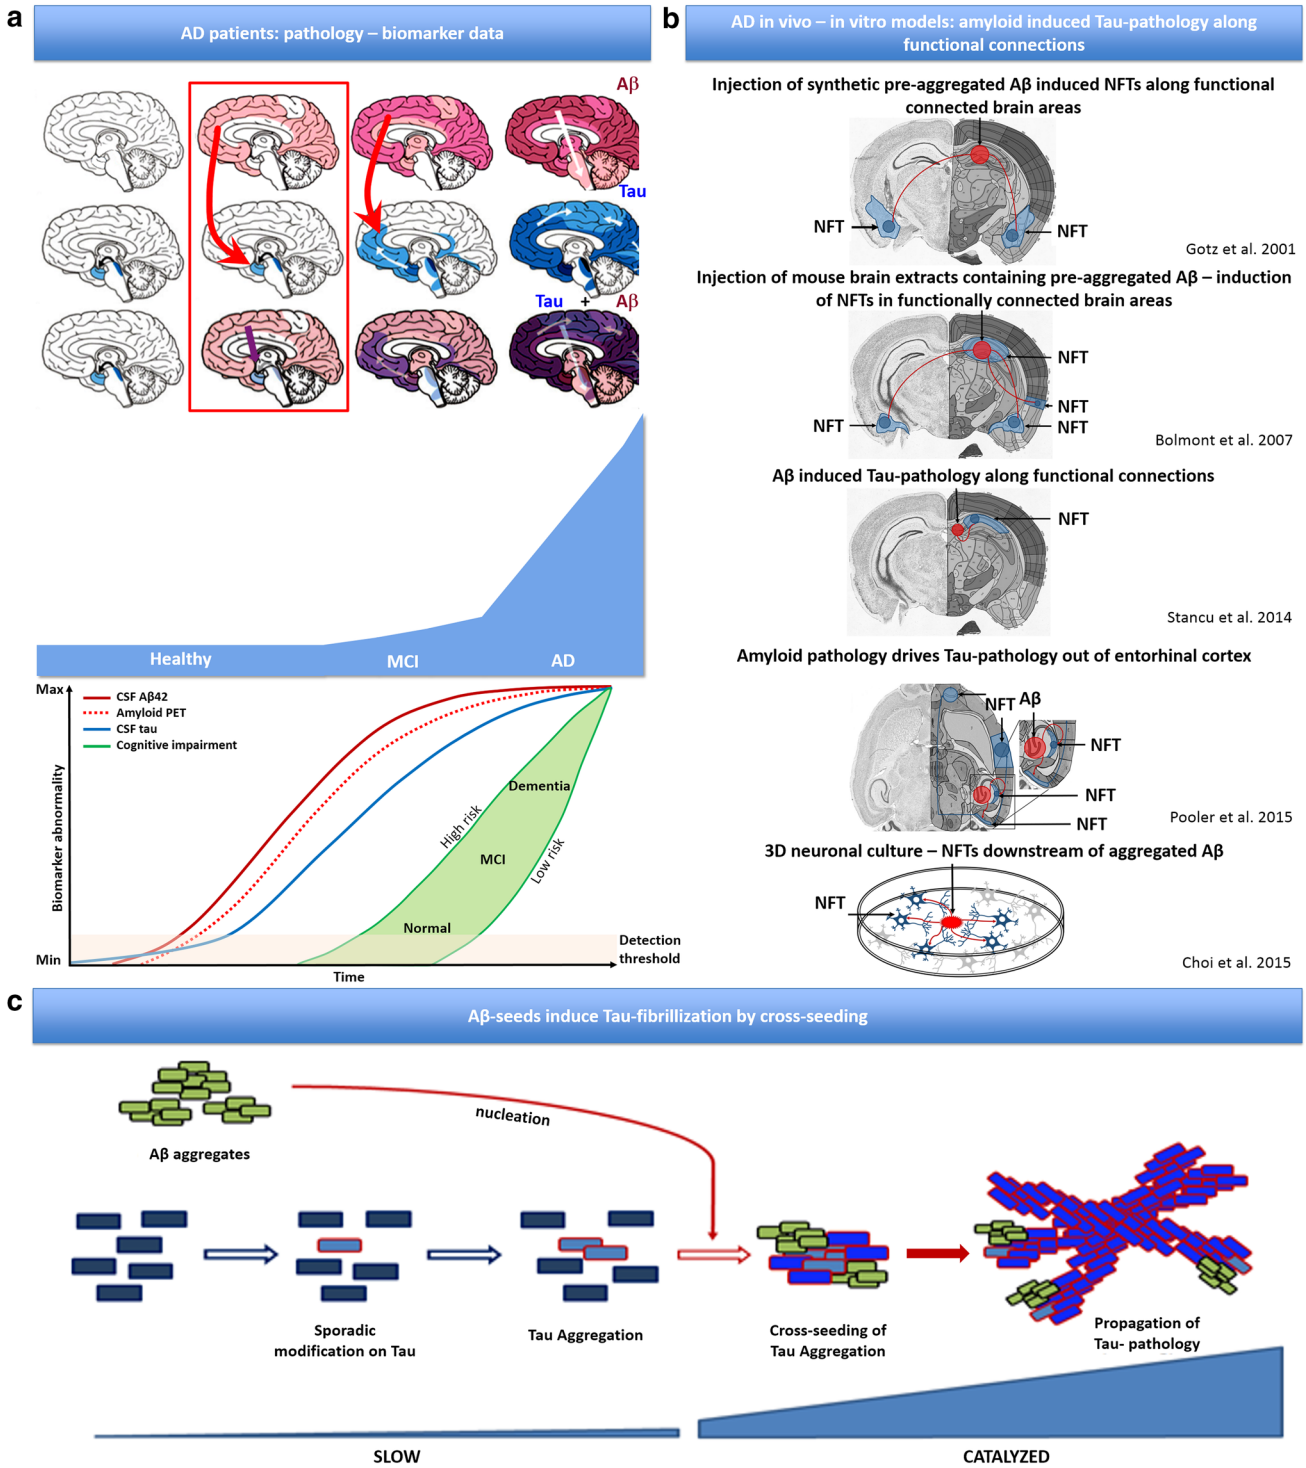 a
AD patients: pathology – biomarker data
Aβ
Tau
Tau + Aβ
Healthy
MCI
AD
Max
CSF Aβ42
Amyloid PET
CSF tau
Cognitive impairment
Biomarker abnormality
High risk
Dementia
MCI
Low risk
Normal
Detection
threshold
Min
Time
b
AD in vivo – in vitro models: amyloid induced Tau-pathology along
functional connections
Injection of synthetic pre-aggregated Aβ induced NFTs along functional
connected brain areas
NFT
NFT
Gotz et al. 2001
Injection of mouse brain extracts containing pre-aggregated Aβ – induction
of NFTs in functionally connected brain areas
NFT
NFT
NFT
NFT
Bolmont et al. 2007
Aβ induced Tau-pathology along functional connections
NFT
Stancu et al. 2014
Amyloid pathology drives Tau-pathology out of entorhinal cortex
NFT
Aβ
NFT
NFT
NFT
Pooler et al. 2015
3D neuronal culture – NFTs downstream of aggregated Aβ
NFT
Choi et al. 2015
c
Aβ-seeds induce Tau-fibrillization by cross-seeding
nucleation
Aβ aggregates
Sporadic
modification on Tau
Tau Aggregation
Cross-seeding of
Tau Aggregation
Propagation of
Tau- pathology
SLOW
CATALYZED